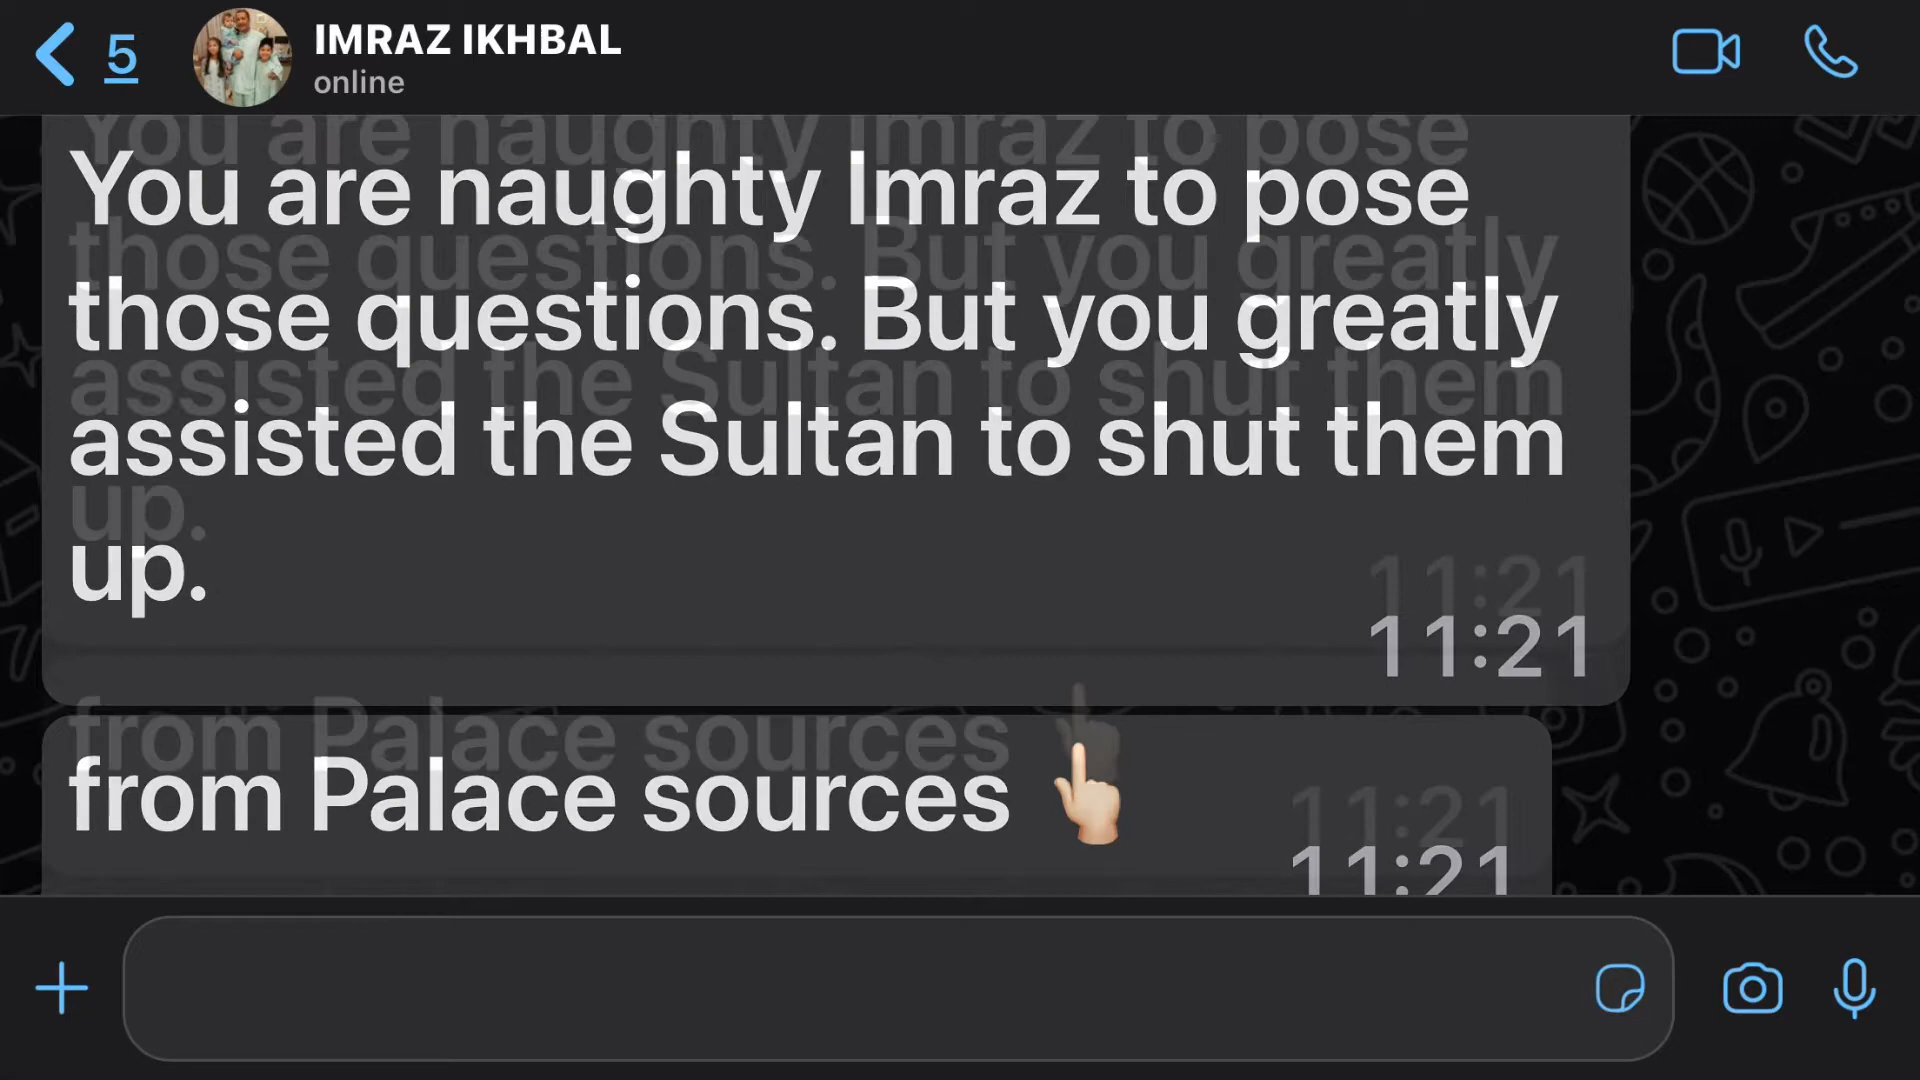 5
IMRAZ IKHBAL
online
You are naughty Imraz to pose
those questions. But you greatly
assisted the Sultan to shut them
up.
11:21
from Palace sources 👆🏻
11:21